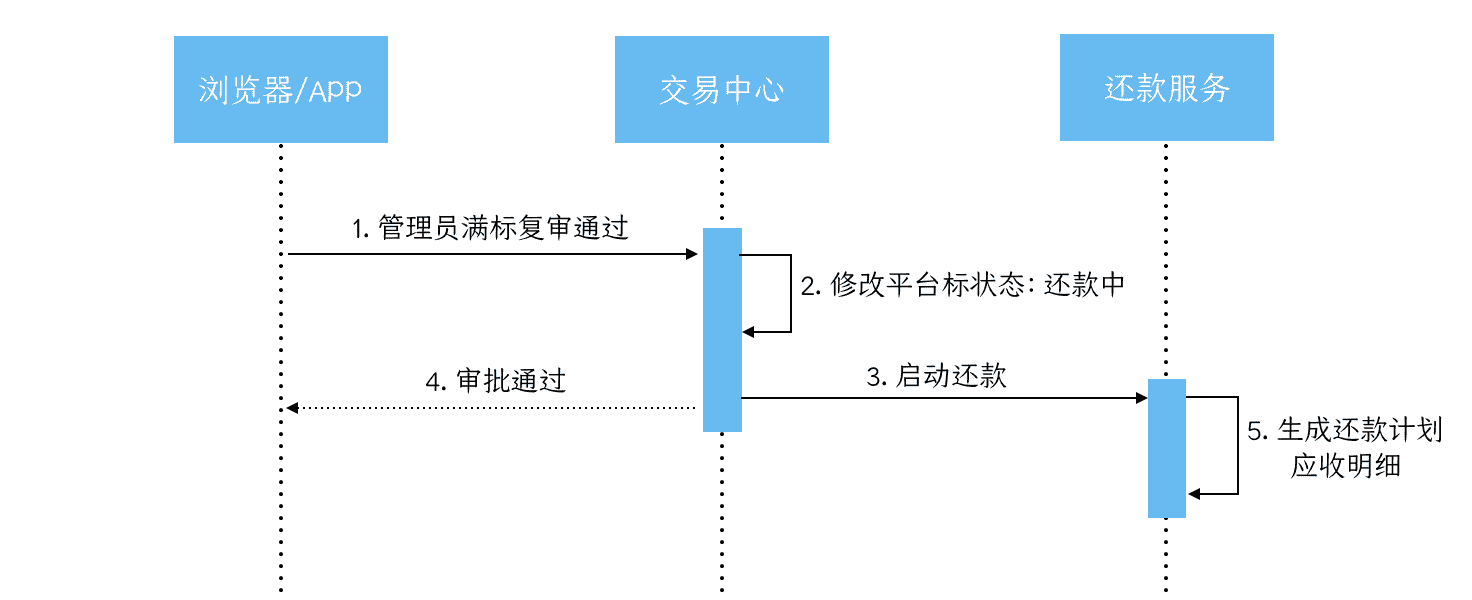 浏览器/App
交易中心
还款服务
1. 管理员满标复审通过
2. 修改平台标状态：还款中
3. 启动还款
4. 审批通过
5. 生成还款计划
应收明细